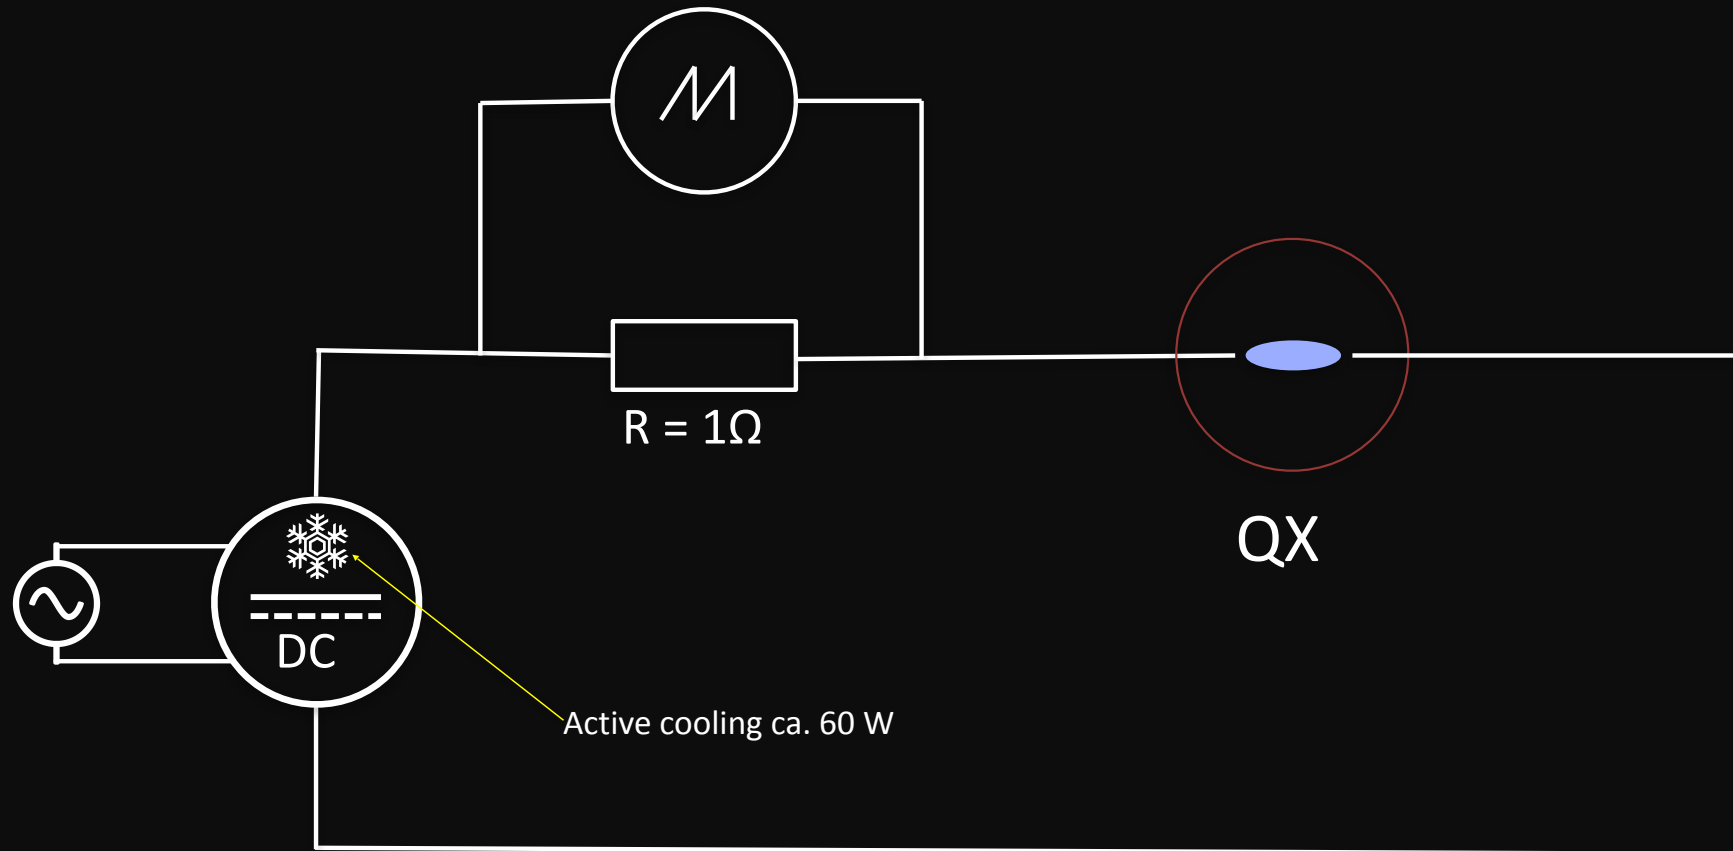 R = 1Ω
QX
DC
Active cooling ca. 60 W